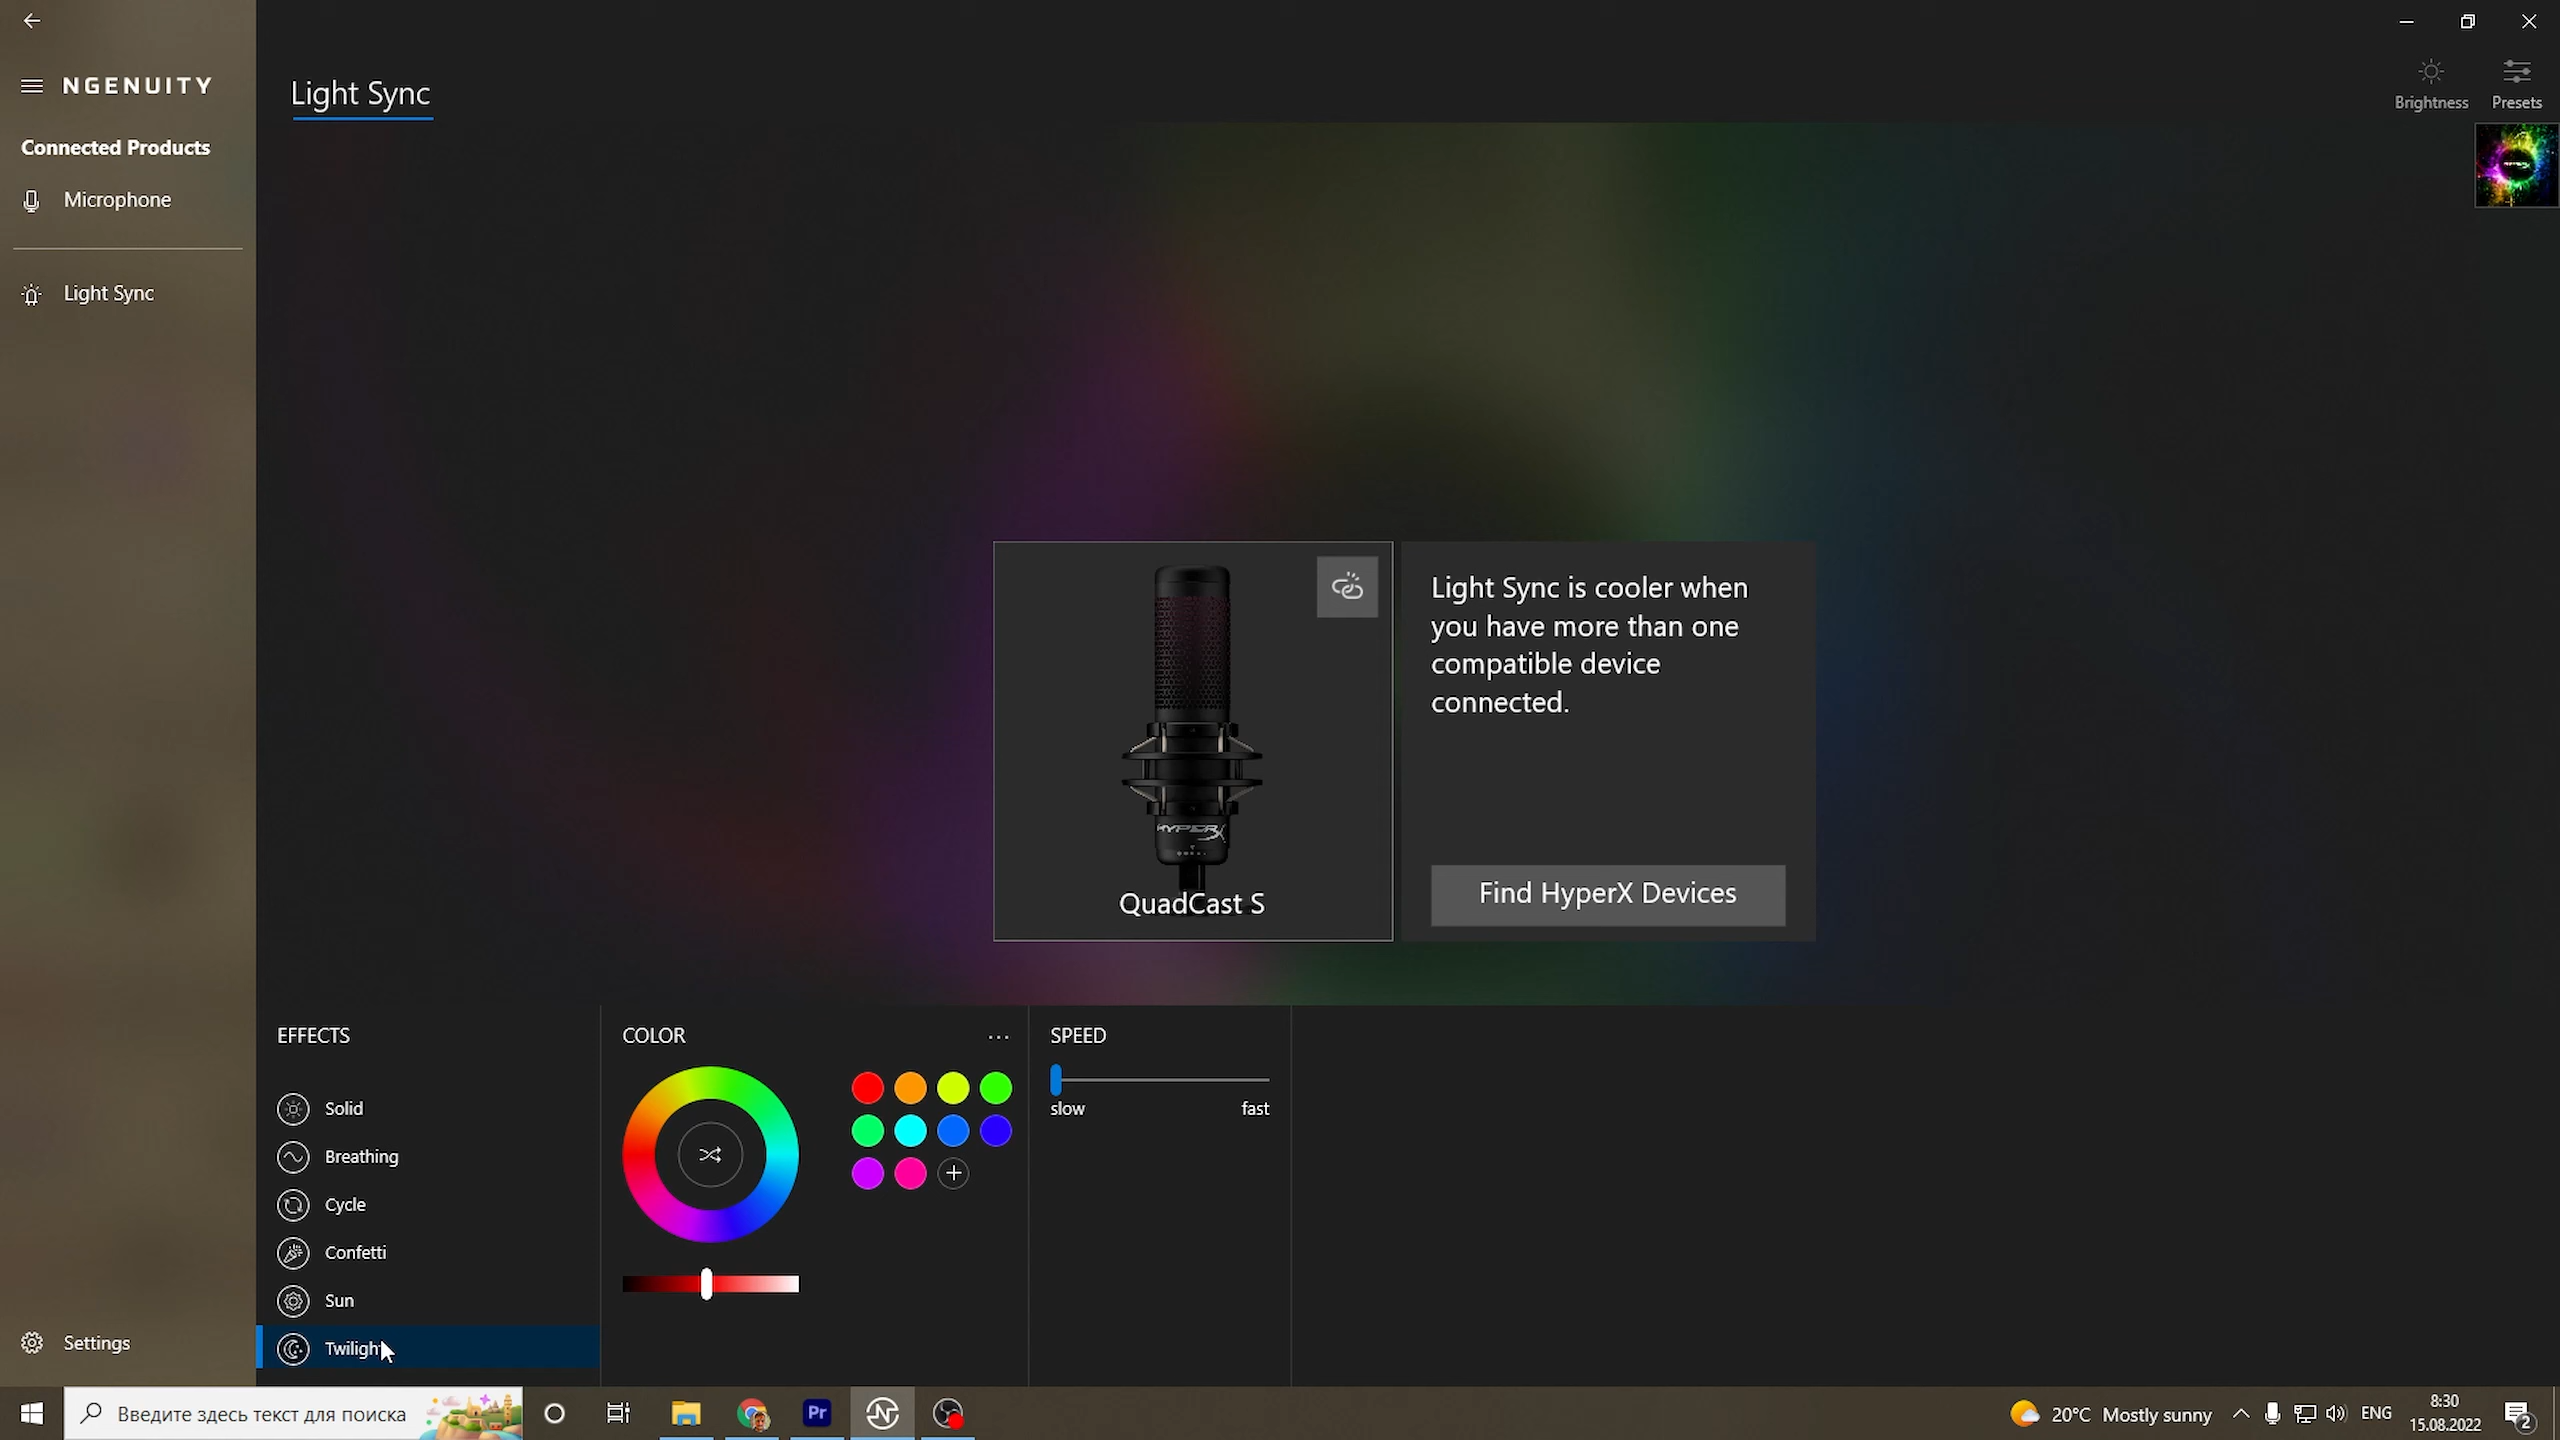 NGENUITY
Connected Products
Microphone
Light Sync
Settings
Light Sync
Brightness
Presets
HYPERX
QuadCast S
Light Sync is cooler when
you have more than one
compatible device
connected.
Find HyperX Devices
EFFECTS
Solid
Breathing
Cycle
Confetti
Sun
Twilight
COLOR
SPEED
slow fast
Введите здесь текст для поиска
Pr
20°C Mostly sunny
ENG
8:30
15.08.2022
2